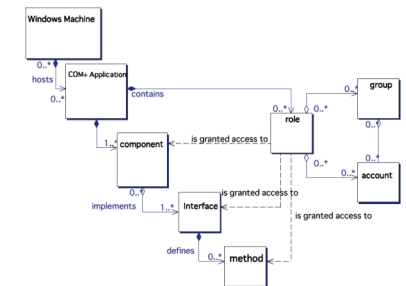 Windows Machine
0..*
hosts
0..*
COM+ Application
contains
0..*
role
0..*
0..*
group
0..*
0..*
0..*
account
is granted access to
1..*
component
0..*
implements
1..*
Interface
is granted access to
is granted access to
defines
0..*
method